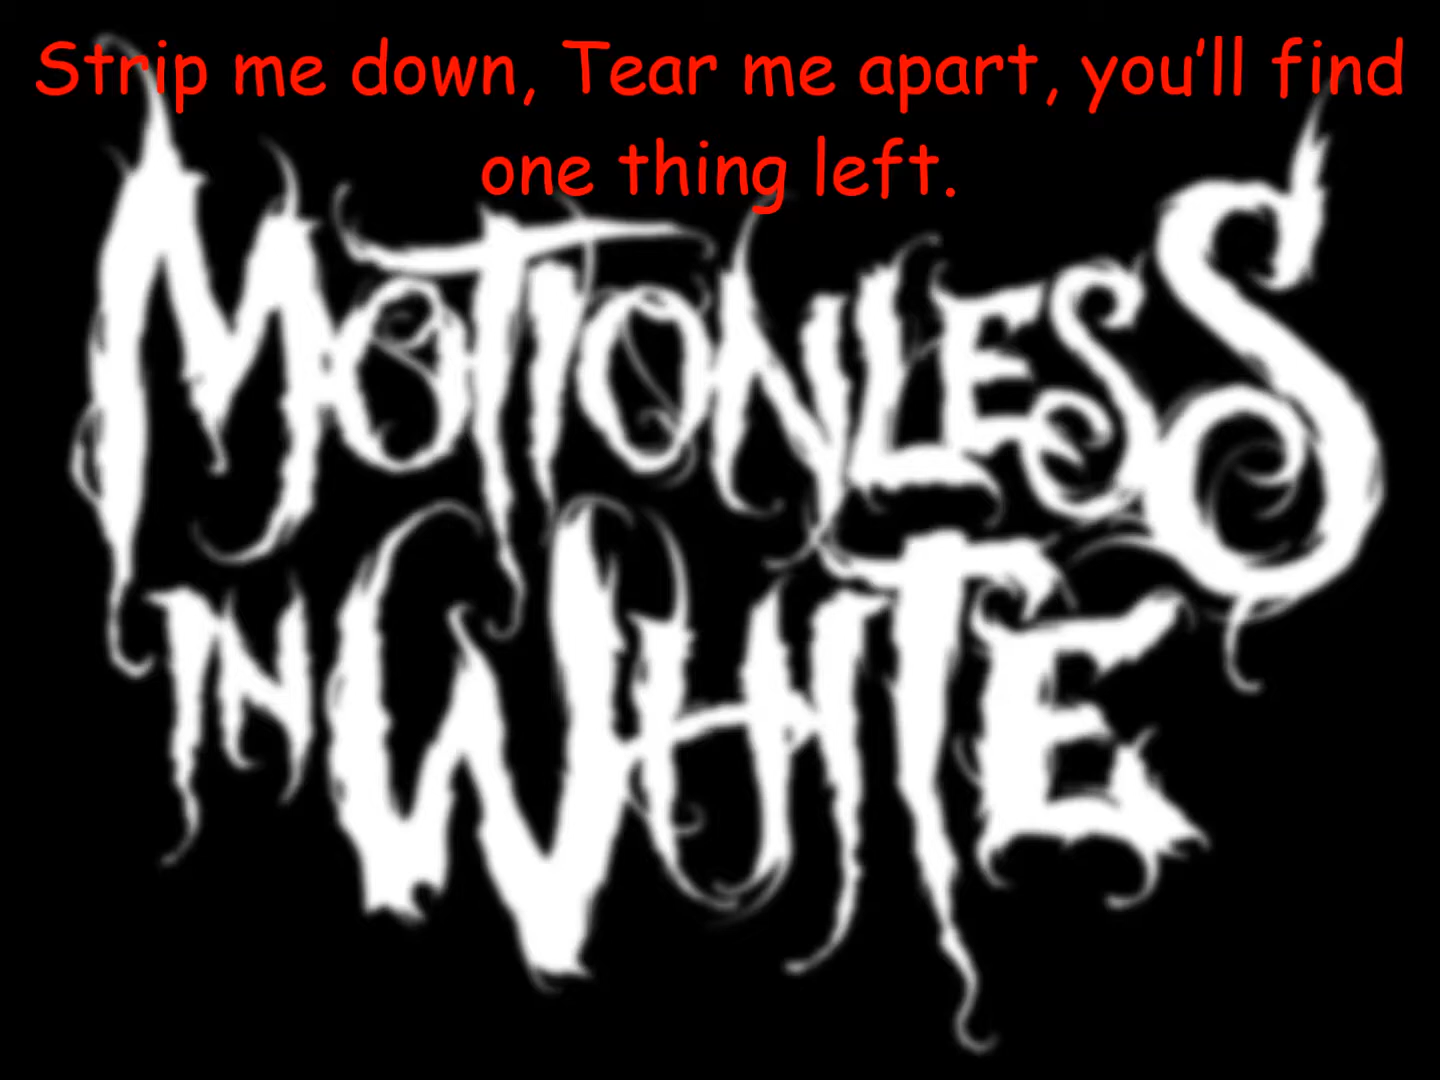 Strip me down, Tear me apart, you'll find
one thing left.
MOTIONLESS
IN WHITE